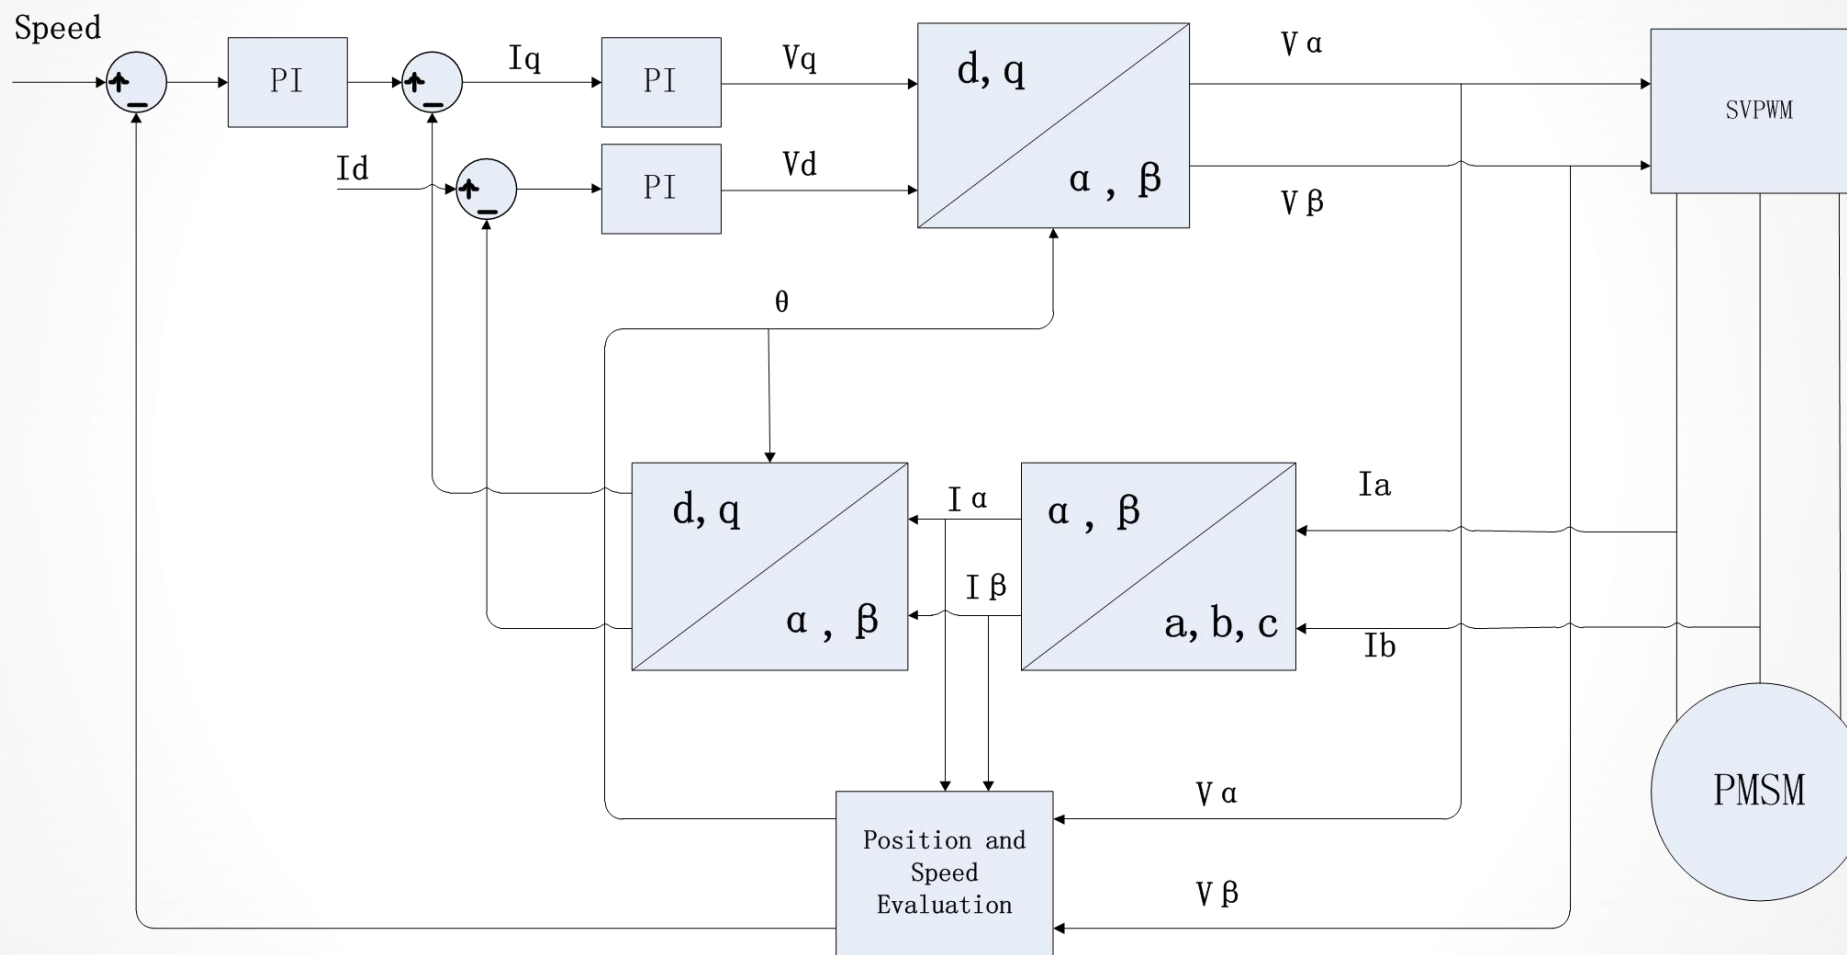 Speed
PI
Iq
PI
Vq
d, q
α, β
Vα
SVPWM
Id
PI
Vd
Vβ
θ
d, q
α, β
Iα
Iβ
α, β
a, b, c
Ia
Ib
PMSM
Position and
Speed
Evaluation
Vα
Vβ